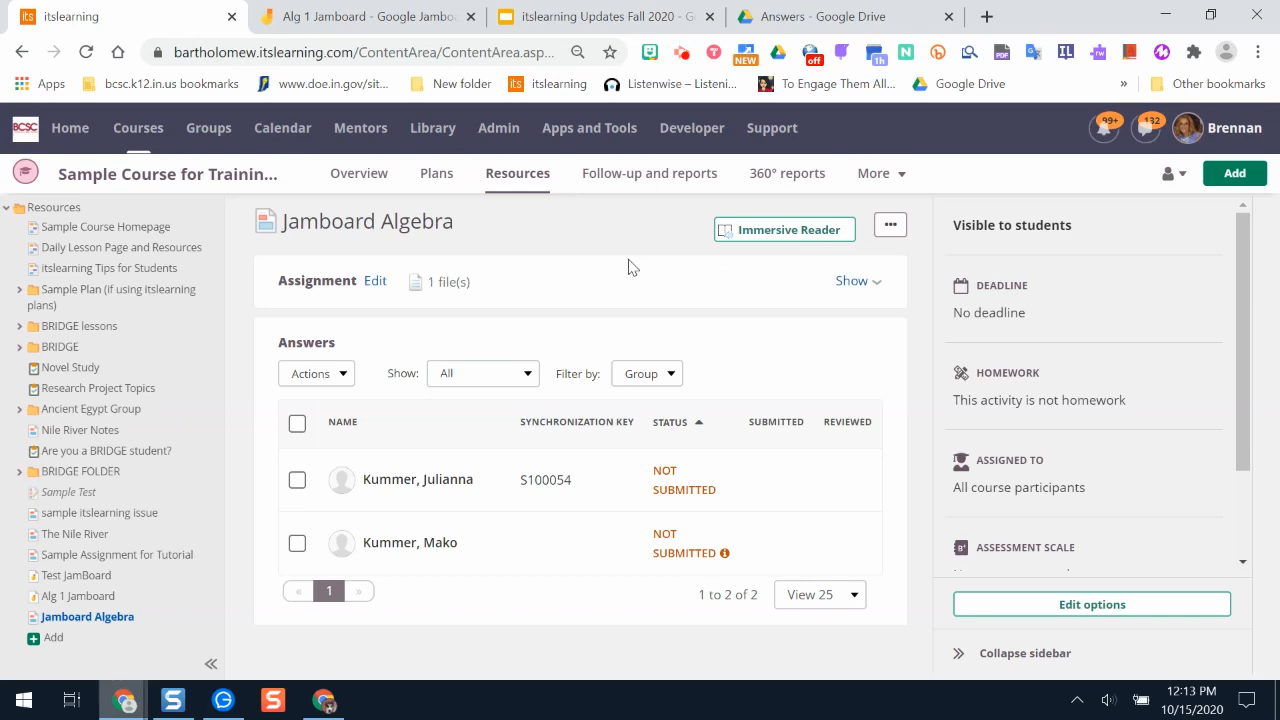 itslearning
Alg 1 Jamboard - Google Jambo
itslearning Updates Fall 2020 - G
Answers - Google Drive
bartholomew.itslearning.com/ContentArea/ContentArea.asp...
NEW
off
1h
PDF
Apps
bcsc.k12.in.us bookmarks
www.doa.in.gov/sit...
New folder
its
itslearning
Listenwise – Listeni...
To Engage Them All...
Google Drive
»
Other bookmarks
BCSC
Home
Courses
Groups
Calendar
Mentors
Library
Admin
Apps and Tools
Developer
Support
99+
132
Brennan
Sample Course for Trainin...
Overview
Plans
Resources
Follow-up and reports
360° reports
More
Add
Resources
Sample Course Homepage
Daily Lesson Page and Resources
itslearning Tips for Students
Sample Plan (if using itslearning
plans)
BRIDGE lessons
BRIDGE
Novel Study
Research Project Topics
Ancient Egypt Group
Nile River Notes
Are you a BRIDGE student?
BRIDGE FOLDER
Sample Test
sample itslearning issue
The Nile River
Sample Assignment for Tutorial
Test JamBoard
Alg 1 Jamboard
Jamboard Algebra
Add
Jamboard Algebra
Immersive Reader
Assignment Edit 1 file(s)
Show
Answers
Actions
Show: All
Filter by: Group
NAME SYNCHRONIZATION KEY STATUS SUBMITTED REVIEWED
Kummer, Julianna S100054 NOT
SUBMITTED
Kummer, Mako NOT
SUBMITTED
« 1 »
1 to 2 of 2 View 25
Visible to students
DEADLINE
No deadline
HOMEWORK
This activity is not homework
ASSIGNED TO
All course participants
ASSESSMENT SCALE
Edit options
Collapse sidebar
12:13 PM
10/15/2020